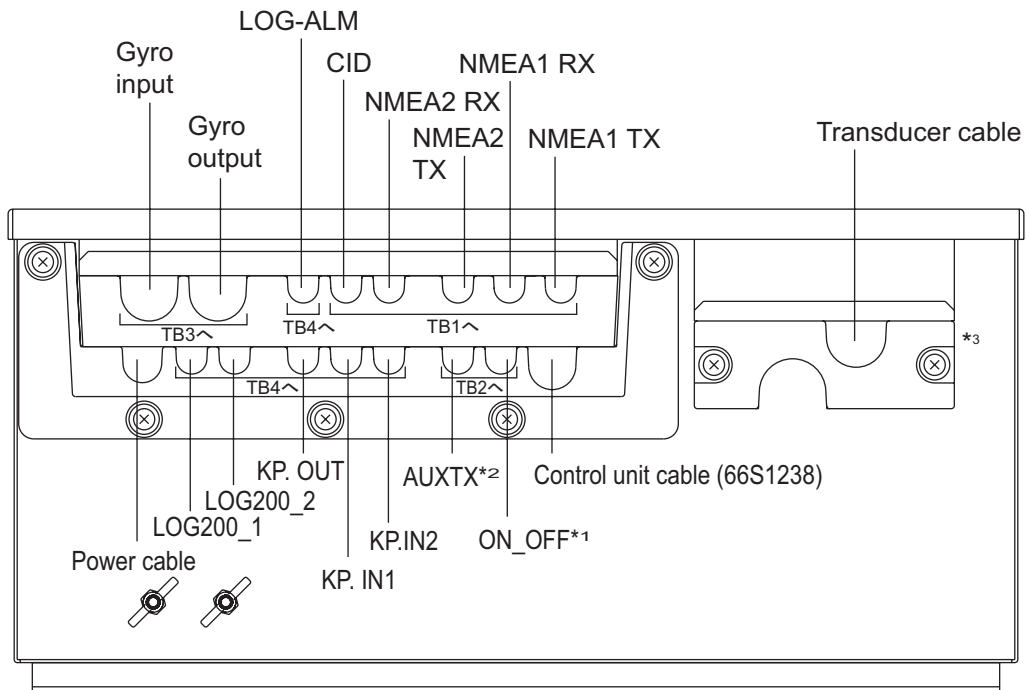 LOG-ALM
Gyro
input
CID
NMEA1 RX
NMEA2 RX
Gyro
output
NMEA2
TX
NMEA1 TX
Transducer cable
TB3へ
TB4へ
TB1へ
*3
TB4へ
TB2へ
KP. OUT
AUXTX*2
Control unit cable (66S1238)
LOG200_2
LOG200_1
KP.IN2
ON_OFF*1
Power cable
KP. IN1